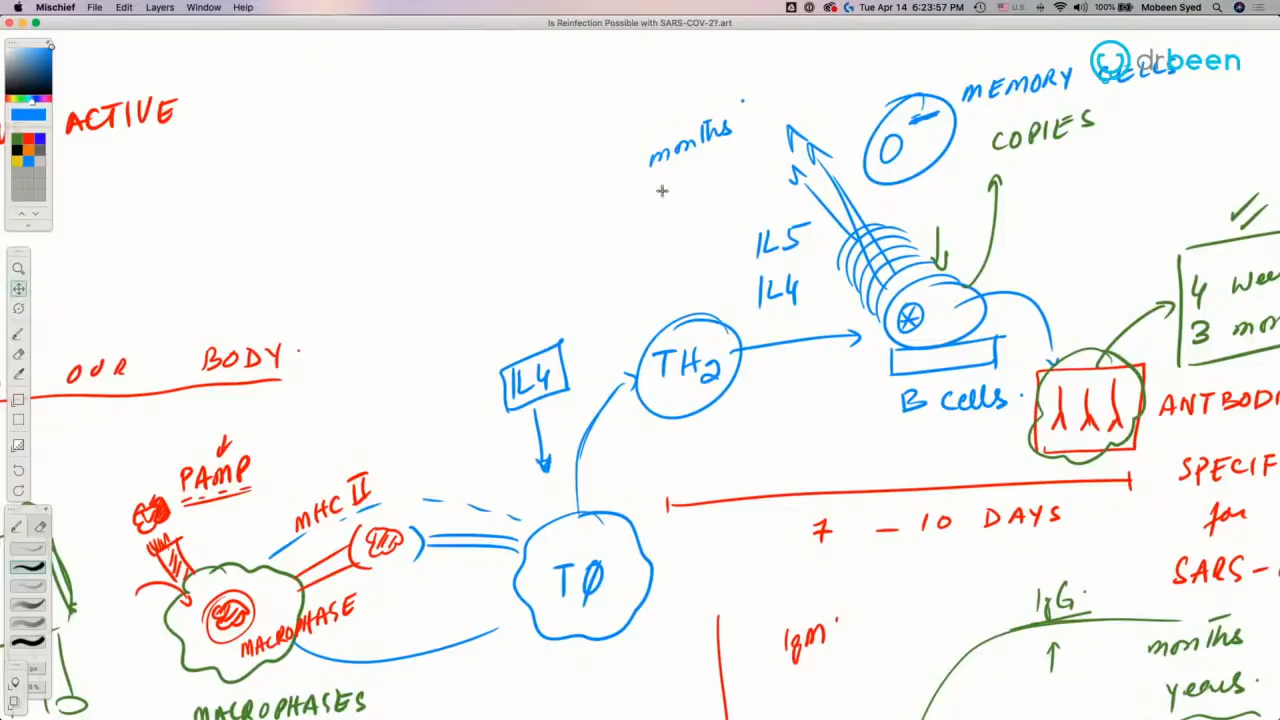 Mischief File Edit Layers Window Help
100% Tue Apr 14 6:23:57 PM Mobeen Syed
Is Reinfection Possible with SARS-COV-2?.art
drbeen
ACTIVE
months
MEMORY CELLS
COPIES
IL5
IL4
4 Wee
3 mon
OUR BODY
IL4
TH2
B cells
ANTBODI
PAMP
MHC II
7 - 10 DAYS
SPECIF
for
SARS-
TØ
MACROPHASE
IgM
IgG
months
years
MACROPHASES